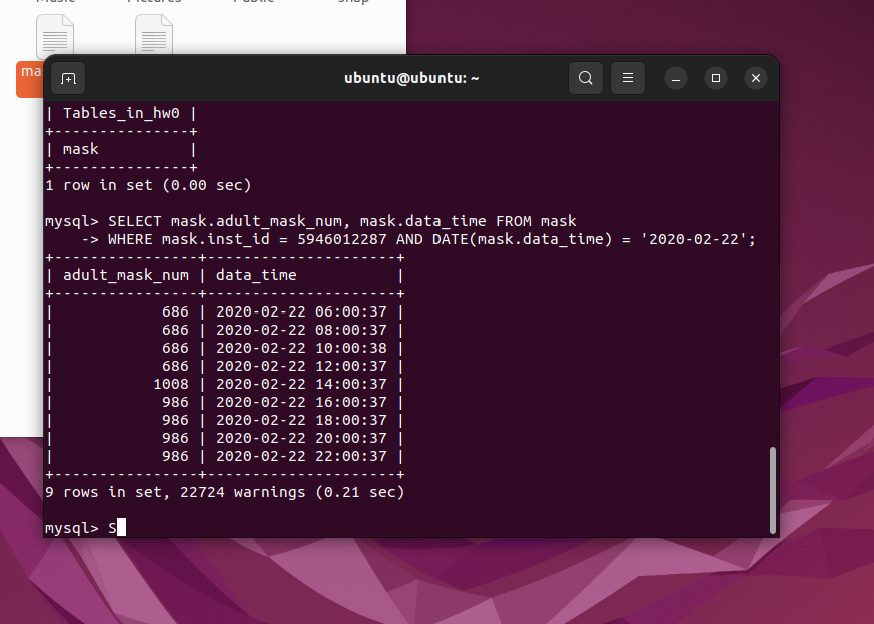 Music Pictures Public snap
ma
ubuntu@ubuntu: ~
| Tables_in_hw0 |
+---------------+
| mask          |
+---------------+
1 row in set (0.00 sec)
mysql> SELECT mask.adult_mask_num, mask.data_time FROM mask
    -> WHERE mask.inst_id = 5946012287 AND DATE(mask.data_time) = '2020-02-22';
+----------------+---------------------+
| adult_mask_num | data_time           |
+----------------+---------------------+
|            686 | 2020-02-22 06:00:37 |
|            686 | 2020-02-22 08:00:37 |
|            686 | 2020-02-22 10:00:38 |
|            686 | 2020-02-22 12:00:37 |
|           1008 | 2020-02-22 14:00:37 |
|            986 | 2020-02-22 16:00:37 |
|            986 | 2020-02-22 18:00:37 |
|            986 | 2020-02-22 20:00:37 |
|            986 | 2020-02-22 22:00:37 |
+----------------+---------------------+
9 rows in set, 22724 warnings (0.21 sec)
mysql> S